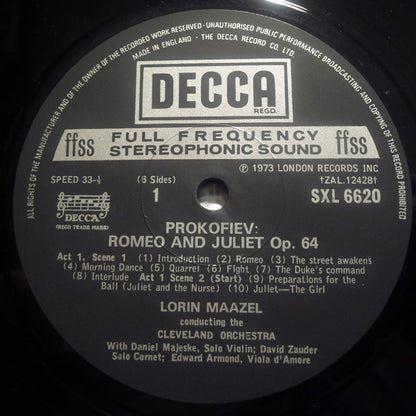 ALL RIGHTS OF THE MANUFACTURER AND OF THE OWNER OF THE RECORDED WORK RESERVED · UNAUTHORISED PUBLIC PERFORMANCE BROADCASTING AND COPYING OF THIS RECORD PROHIBITED
MADE IN ENGLAND · THE DECCA RECORD CO. LTD
DECCA
REGD.
ffss FULL FREQUENCY ffss
STEREOPHONIC SOUND
SPEED 33-⅓ (6 Sides) ℗ 1973 LONDON RECORDS INC
†ZAL.12428†
1 SXL 6620
DECCA
(REGD TRADE MARK)
PROKOFIEV:
ROMEO AND JULIET Op. 64
Act 1, Scene 1 (1) Introduction (2) Romeo (3) The street awakens
(4) Morning Dance (5) Quarrel (6) Fight (7) The Duke's command
(8) Interlude Act 1 Scene 2 (Start) (9) Preparations for the
Ball (Juliet and the Nurse) (10) Juliet—The Girl
LORIN MAAZEL
conducting the
CLEVELAND ORCHESTRA
With Daniel Majeske, Solo Violin; David Zauder
Solo Cornet; Edward Armond, Viola d'Amore